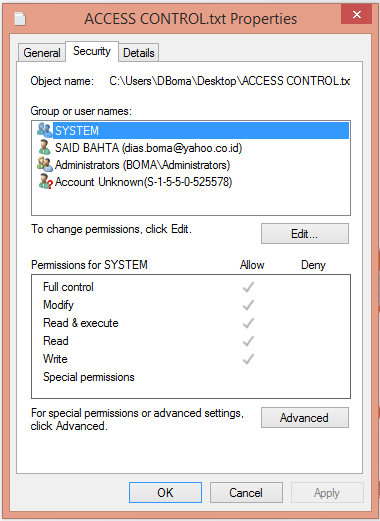 ACCESS CONTROL.txt Properties
General Security Details
Object name: C:\Users\DBoma\Desktop\ACCESS CONTROL.tx
Group or user names:
SYSTEM
SAID BAHTA (dias.boma@yahoo.co.id)
Administrators (BOMA\Administrators)
Account Unknown(S-1-5-5-0-525578)
To change permissions, click Edit.
Edit...
Permissions for SYSTEM Allow Deny
Full control
Modify
Read & execute
Read
Write
Special permissions
For special permissions or advanced settings,
click Advanced.
Advanced
OK Cancel Apply